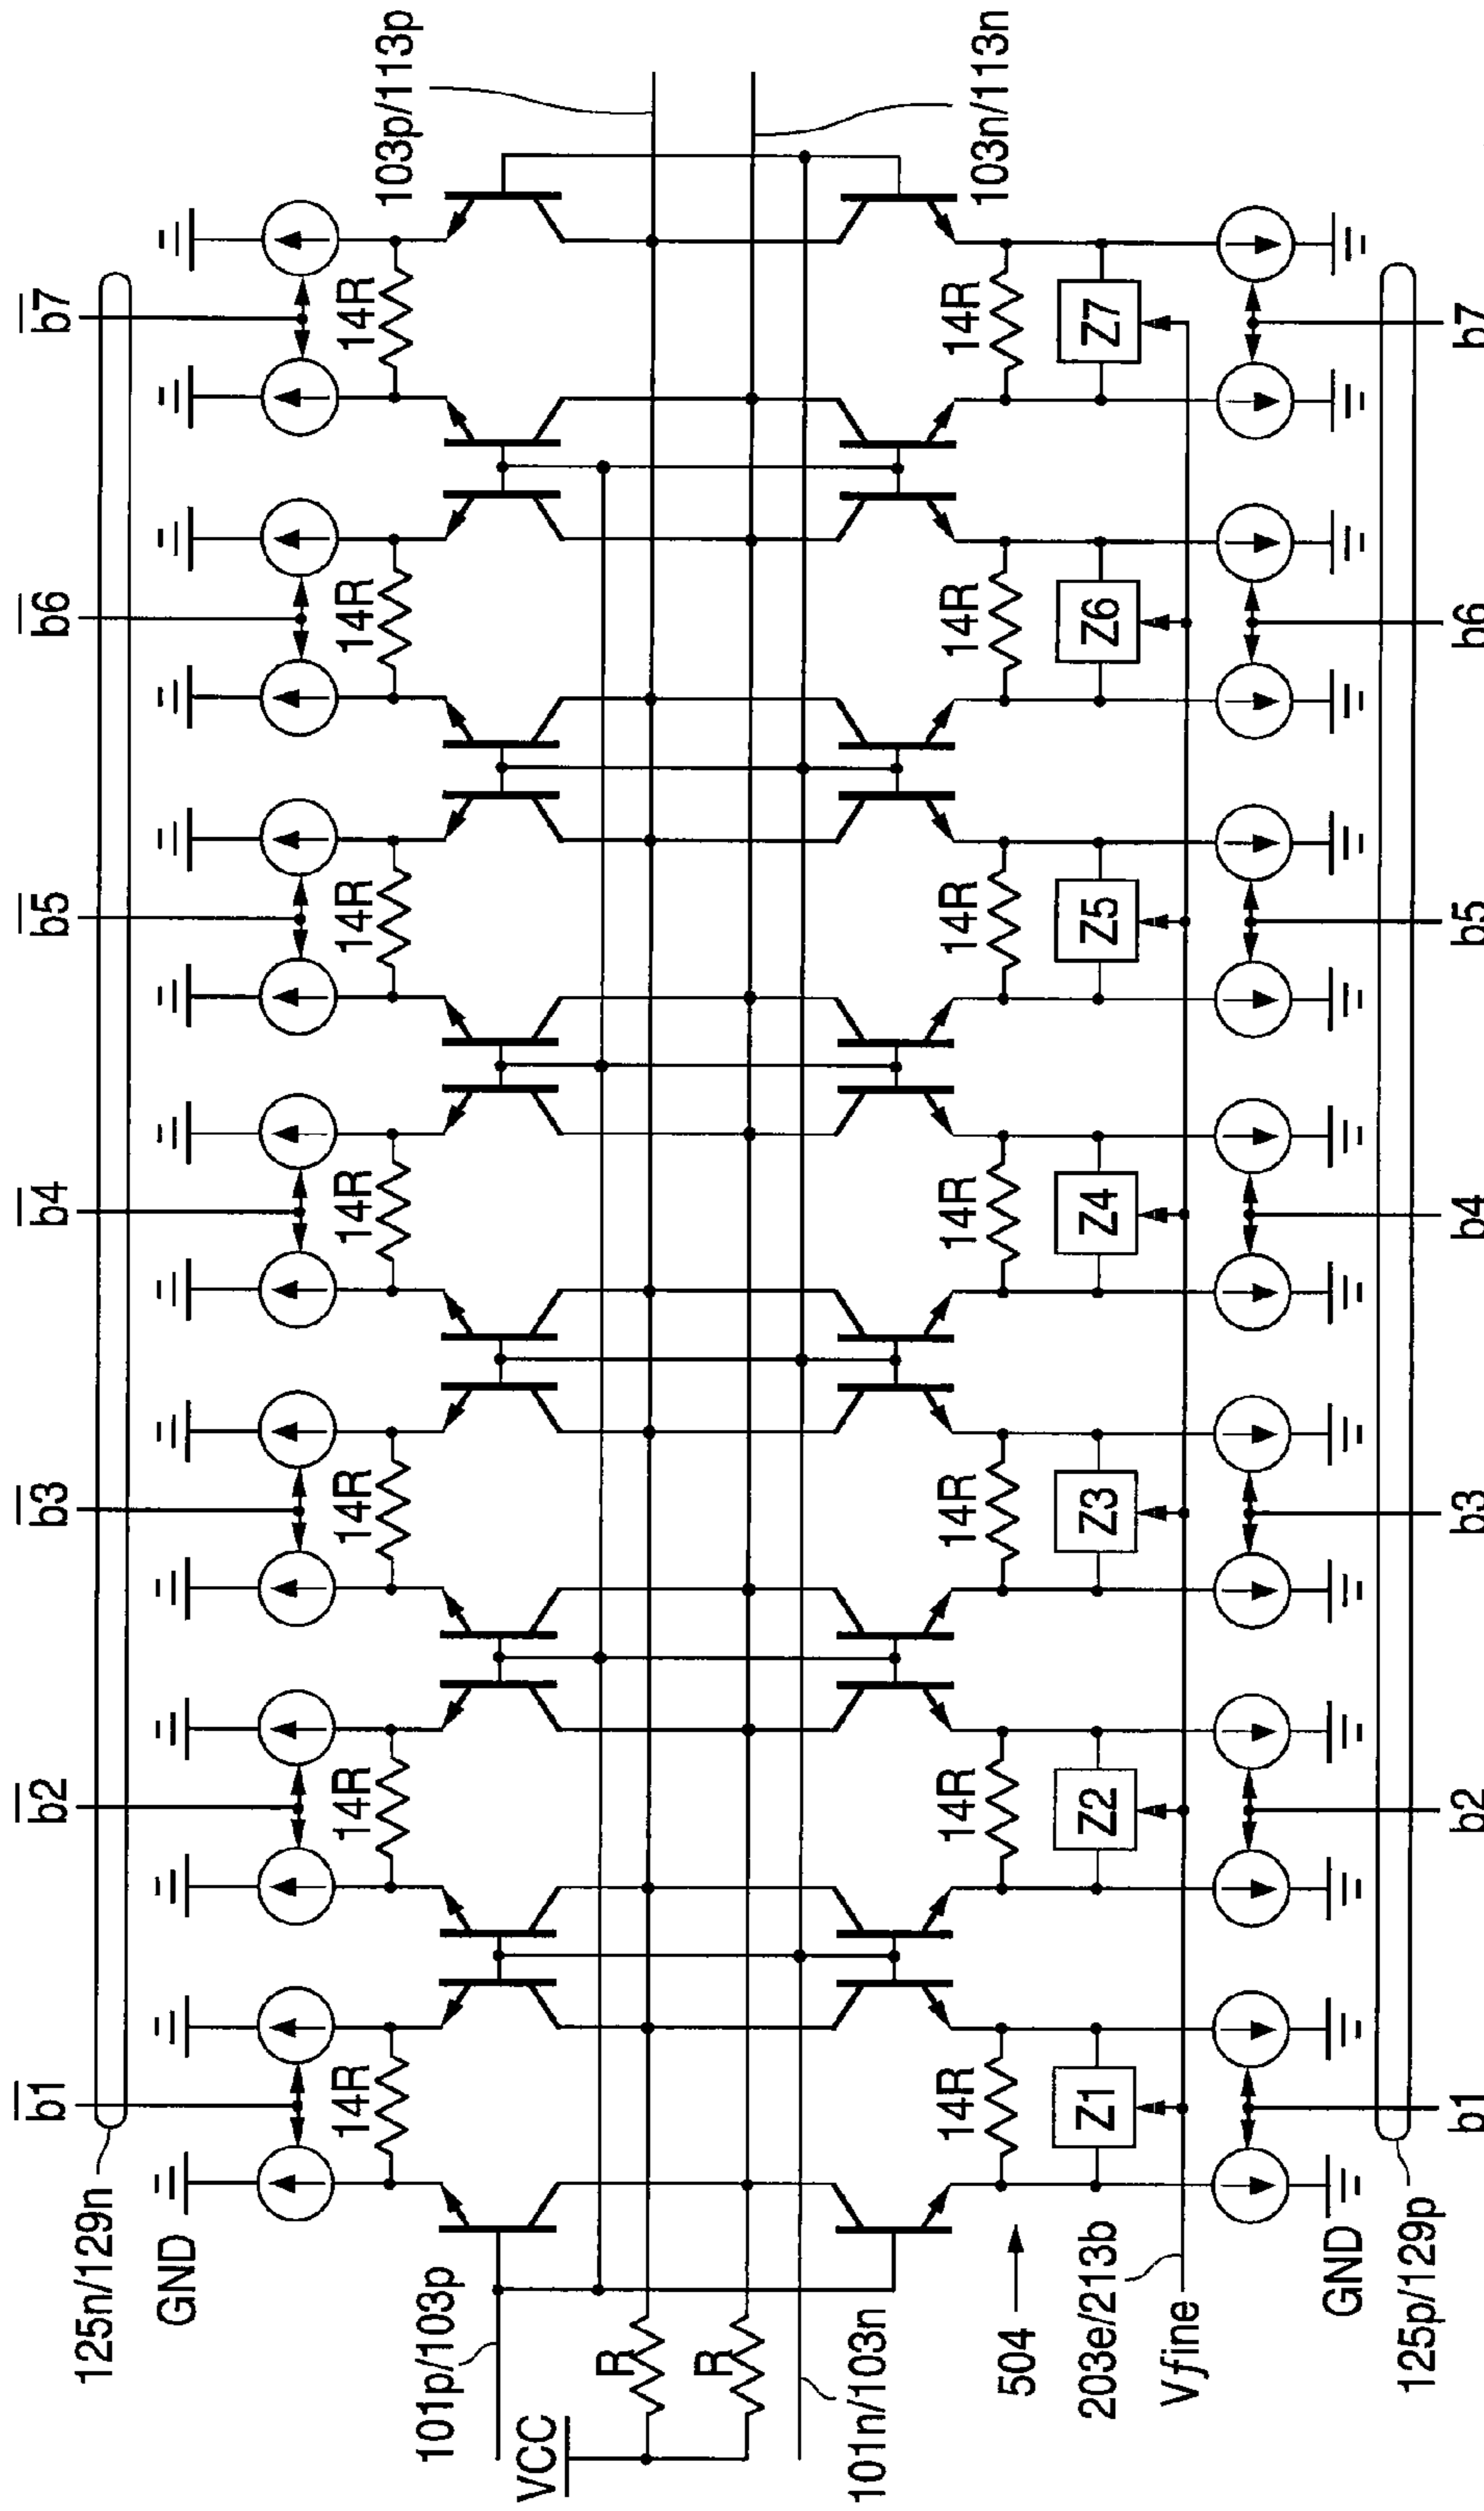 125n/129n
b̅1̅ b̅2̅ b̅3̅ b̅4̅ b̅5̅ b̅6̅ b̅7̅
GND
14R 14R 14R 14R 14R 14R 14R
103p/113p
101p/103p
VCC
R
R
101n/103n
103n/113n
14R 14R 14R 14R 14R 14R 14R
504
203e/213b
Z1 Z2 Z3 Z4 Z5 Z6 Z7
Vfine
GND
125p/129p
b1 b2 b3 b4 b5 b6 b7